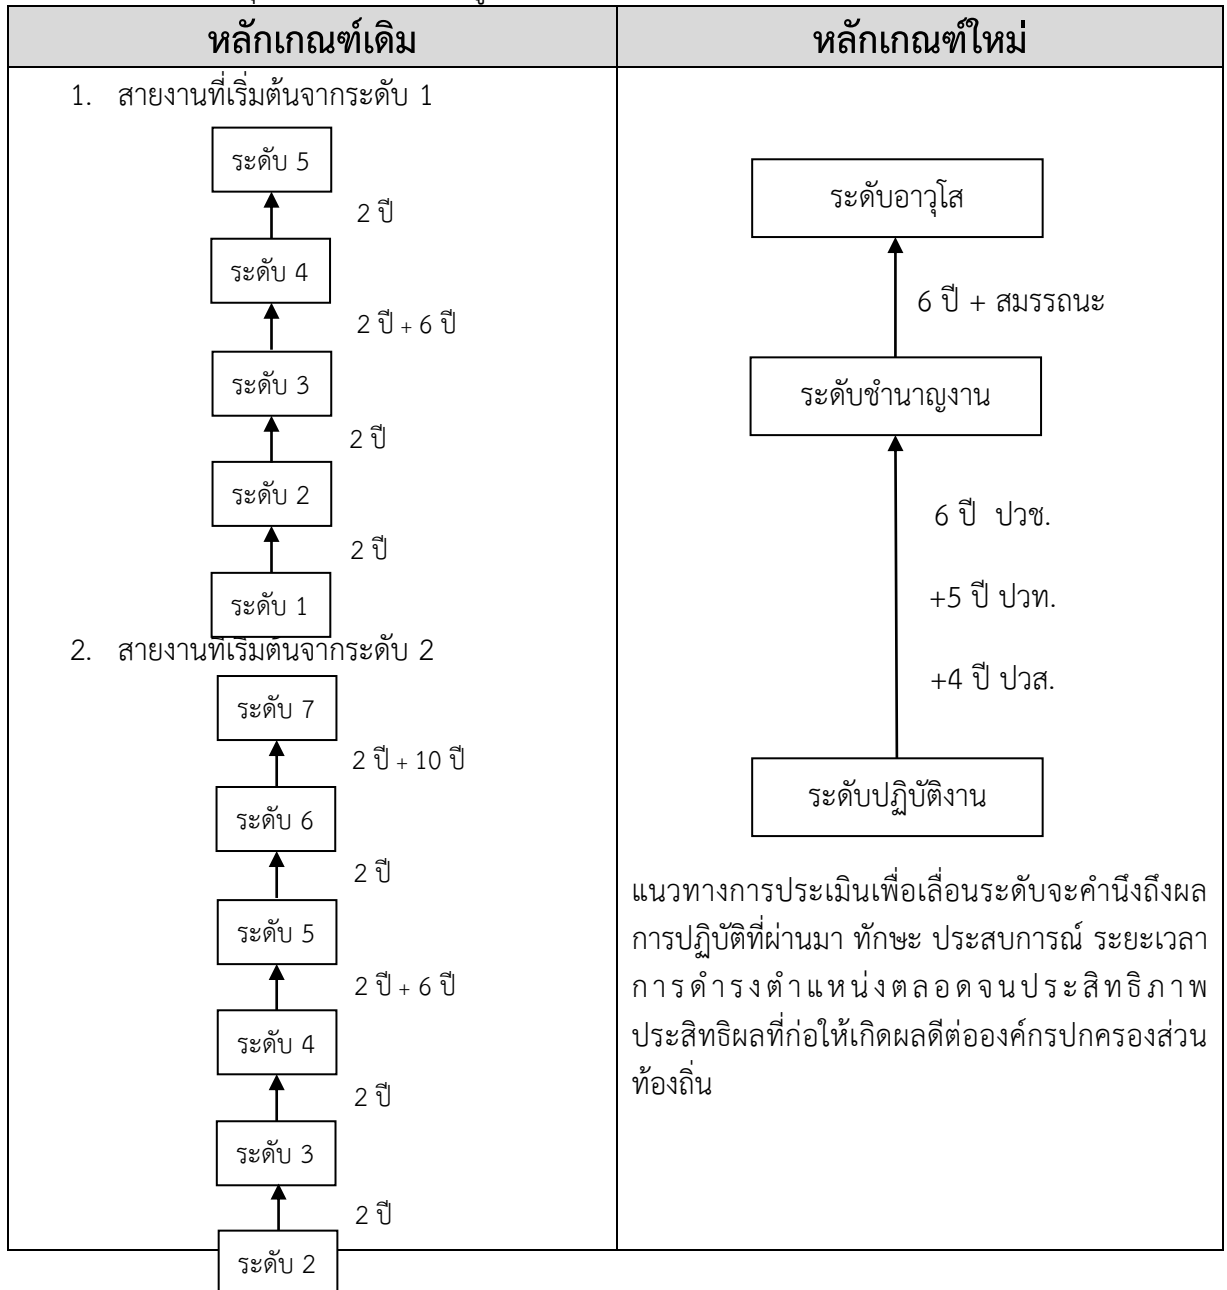 หลักเกณฑ์เดิม
หลักเกณฑ์ใหม่
1. สายงานที่เริ่มต้นจากระดับ 1
ระดับ 5
2 ปี
ระดับ 4
2 ปี + 6 ปี
ระดับ 3
2 ปี
ระดับ 2
2 ปี
ระดับ 1
2. สายงานที่เริ่มต้นจากระดับ 2
ระดับ 7
2 ปี + 10 ปี
ระดับ 6
2 ปี
ระดับ 5
2 ปี + 6 ปี
ระดับ 4
2 ปี
ระดับ 3
2 ปี
ระดับ 2
ระดับอาวุโส
6 ปี + สมรรถนะ
ระดับชำนาญงาน
6 ปี ปวช.
+5 ปี ปวท.
+4 ปี ปวส.
ระดับปฏิบัติงาน
แนวทางการประเมินเพื่อเลื่อนระดับจะคำนึงถึงผล
การปฏิบัติที่ผ่านมา ทักษะ ประสบการณ์ ระยะเวลา
การดำรงตำแหน่งตลอดจนประสิทธิภาพ
ประสิทธิผลที่ก่อให้เกิดผลดีต่อองค์กรปกครองส่วน
ท้องถิ่น